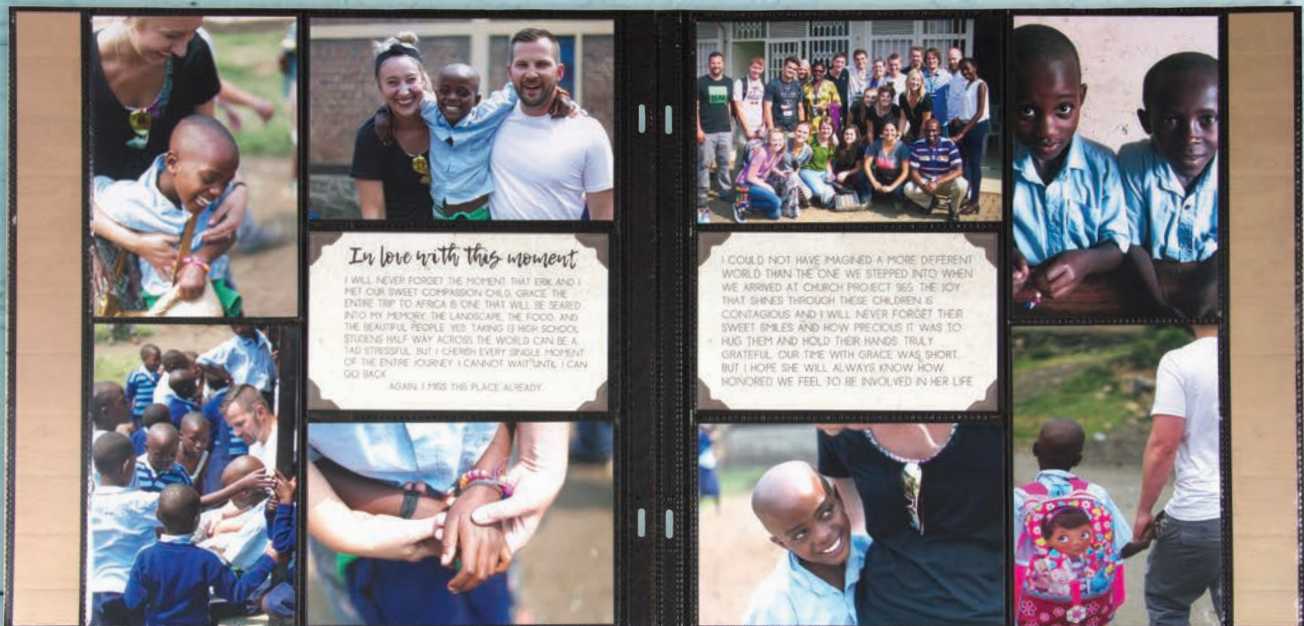 In love with this moment
I WILL NEVER FORGET THE MOMENT THAT ERIK AND I
MET OUR SWEET COMPASSION CHILD, GRACE. THE
ENTIRE TRIP TO AFRICA IS ONE THAT WILL BE SEARED
INTO MY MEMORY. THE LANDSCAPE, THE FOOD, AND
THE BEAUTIFUL PEOPLE. YES, TAKING 13 HIGH SCHOOL
STUDENS HALF WAY ACROSS THE WORLD CAN BE A
TAD STRESSFUL, BUT I CHERISH EVERY SINGLE MOMENT
OF THE ENTIRE JOURNEY. I CANNOT WAIT UNTIL I CAN
GO BACK
AGAIN. I MISS THIS PLACE ALREADY.
I COULD NOT HAVE IMAGINED A MORE DIFFERENT
WORLD THAN THE ONE WE STEPPED INTO WHEN
WE ARRIVED AT CHURCH PROJECT 365. THE JOY
THAT SHINES THROUGH THESE CHILDREN IS
CONTAGIOUS AND I WILL NEVER FORGET THEIR
SWEET SMILES AND HOW PRECIOUS IT WAS TO
HUG THEM AND HOLD THEIR HANDS. TRULY
GRATEFUL. OUR TIME WITH GRACE WAS SHORT,
BUT I HOPE SHE WILL ALWAYS KNOW HOW
HONORED WE FEEL TO BE INVOLVED IN HER LIFE.